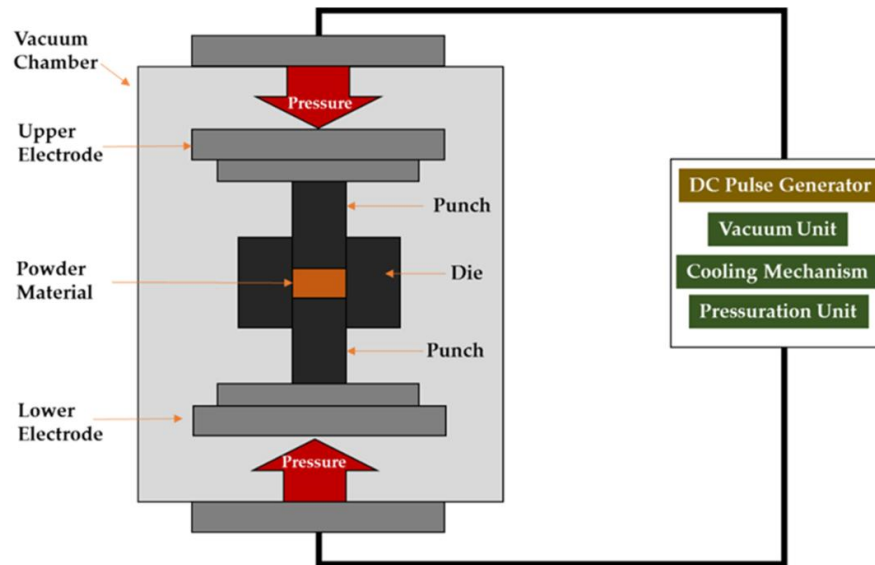 Vacuum
Chamber
Pressure
Upper
Electrode
Punch
DC Pulse Generator
Vacuum Unit
Powder
Material
Die
Cooling Mechanism
Pressuration Unit
Punch
Lower
Electrode
Pressure